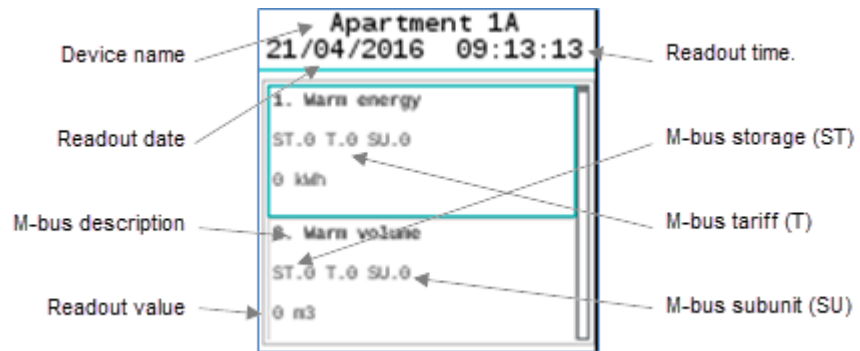 Apartment 1A
Device name
21/04/2016 09:13:13
Readout time.
1. Warm energy
Readout date
ST.0 T.0 SU.0
M-bus storage (ST)
0 kWh
M-bus description
. Warm volume
M-bus tariff (T)
ST.0 T.0 SU.0
Readout value
0 m3
M-bus subunit (SU)